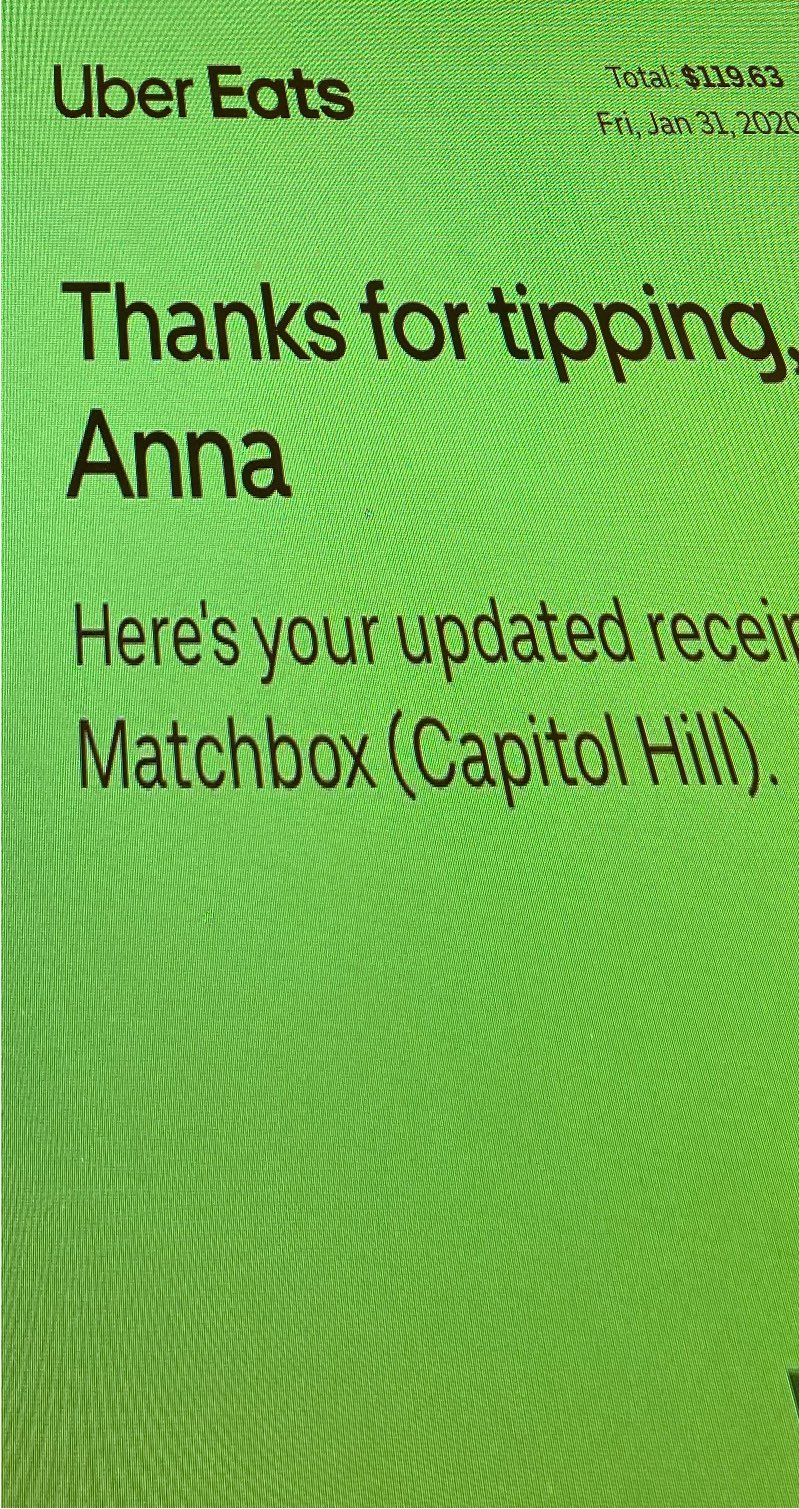 Uber Eats
Total: $119.63
Fri, Jan 31, 2020
Thanks for tipping,
Anna
Here's your updated
Matchbox (Capitol Hill).